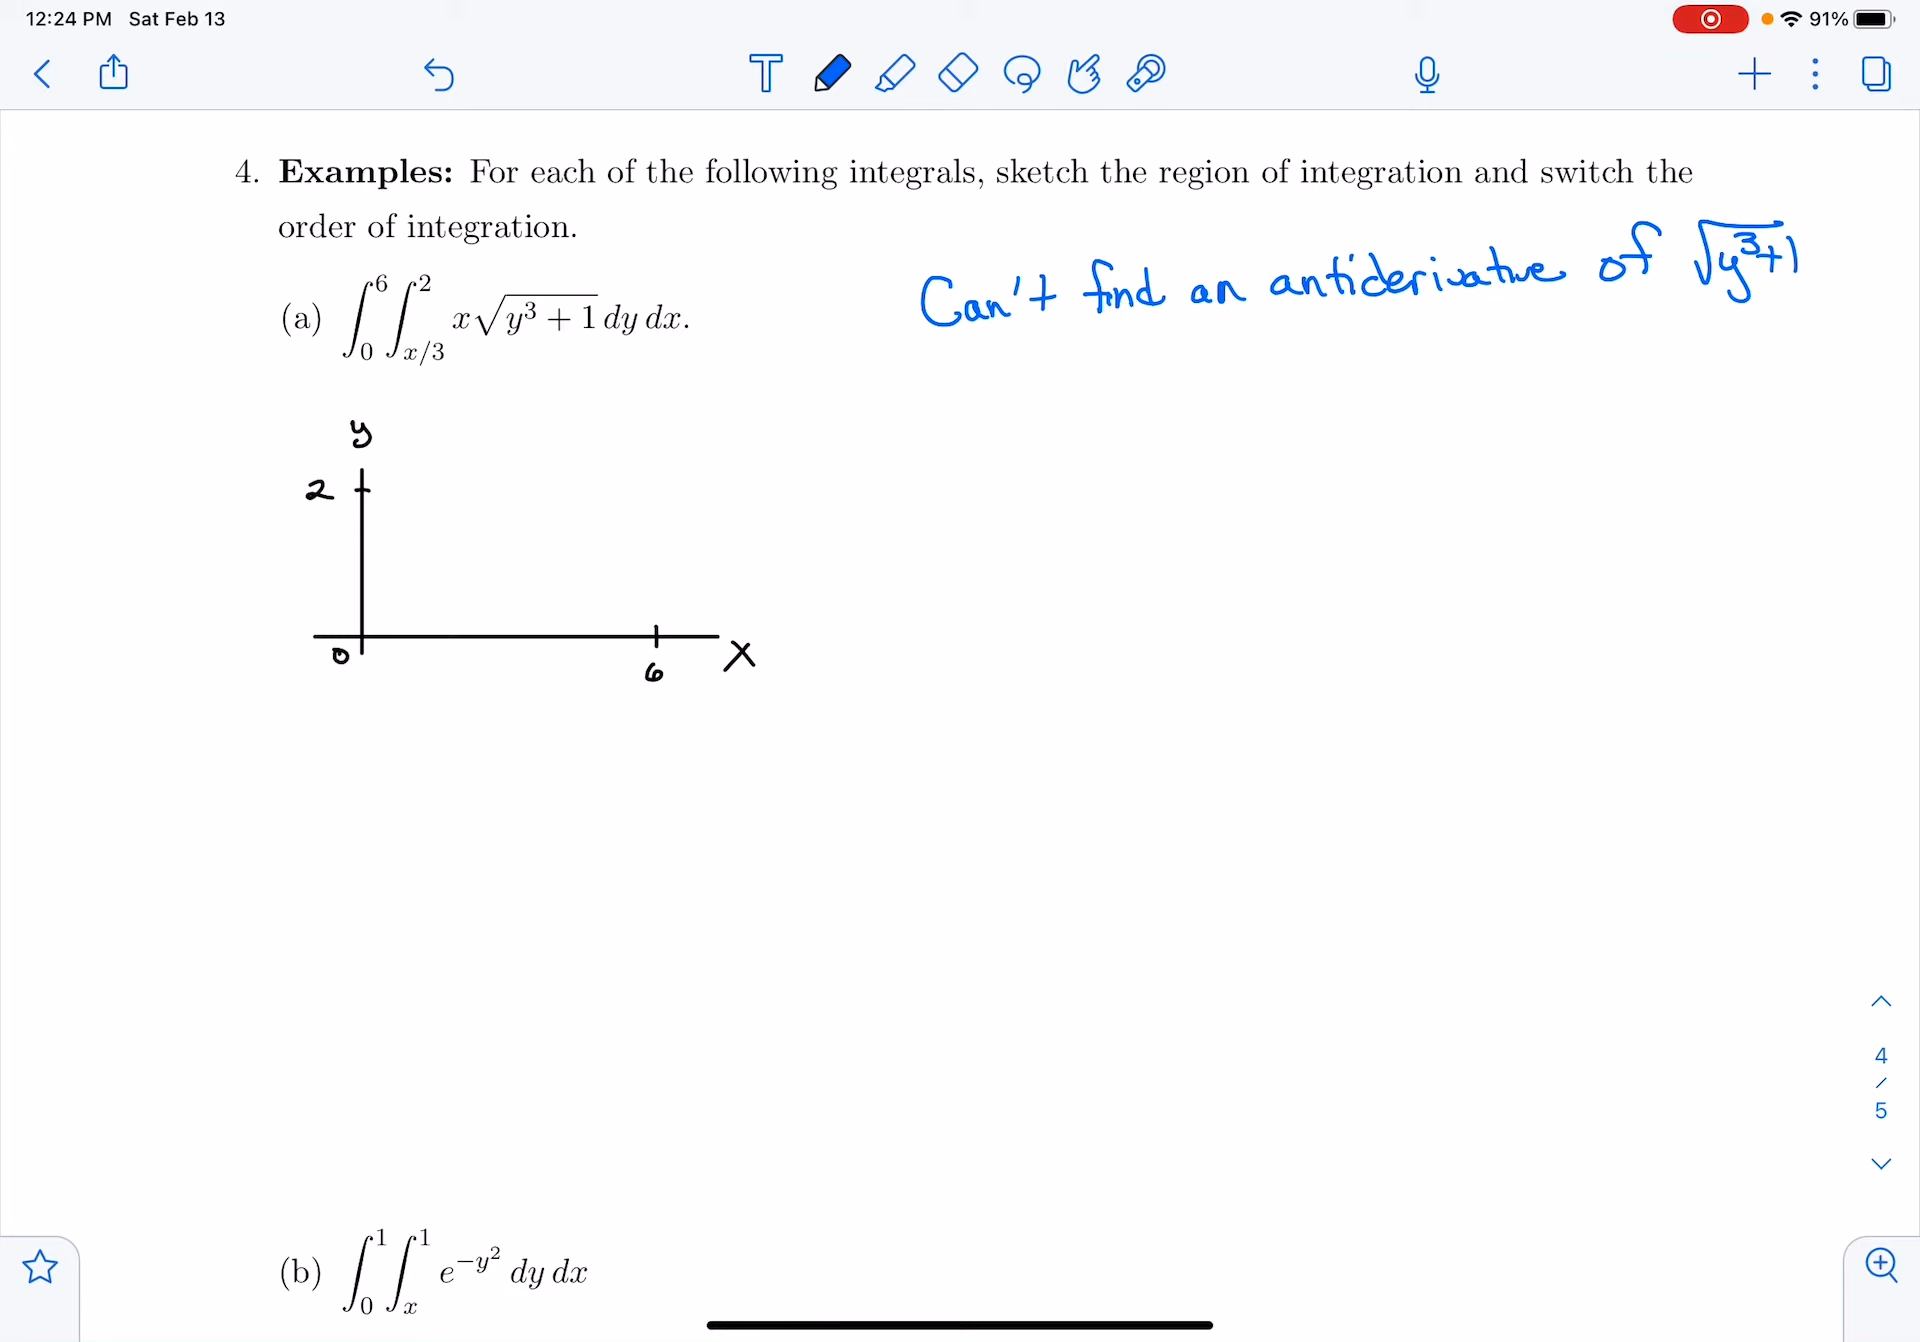 12:24 PM Sat Feb 13
91%
4. Examples: For each of the following integrals, sketch the region of integration and switch the
order of integration.
Can't find an antiderivative of √(y³+1)
(a) ∫₀⁶ ∫_{x/3}² x√(y³ + 1) dy dx.
y
2
0
6
x
4
/
5
(b) ∫₀¹ ∫ₓ¹ e^{−y²} dy dx